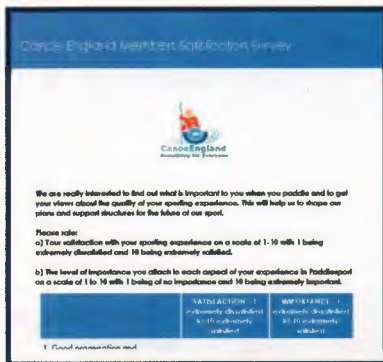 Canoe England Members Satisfaction Survey
CanoeEngland
Something for Everyone
We are really interested to find out what is important to you when you paddle and to get
your views about the quality of your sporting experience. This will help us to shape our
plans and support structures for the future of our sport.
Please rate:
a) Your satisfaction with your sporting experience on a scale of 1-10 with 1 being
extremely dissatisfied and 10 being extremely satisfied.
b) The level of importance you attach to each aspect of your experience in Paddlesport
on a scale of 1 to 10 with 1 being of no importance and 10 being extremely important.
SATISFACTION: 1
extremely dissatisfied
to 10 extremely
satisfied
IMPORTANCE: 1
extremely dissatisfied
to 10 extremely
satisfied
1. Good organisation and